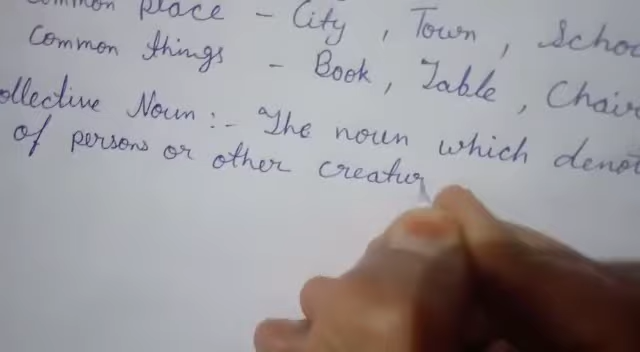 ommon place - City , Town , Schoo
Common things - Book , Table , Chair
ollective Noun :- The noun which denot
of persons or other creatur